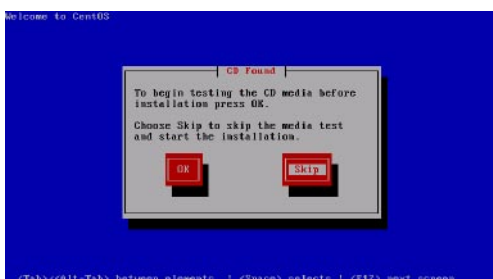 Welcome to CentOS
CD Found
To begin testing the CD media before
installation press OK.
Choose Skip to skip the media test
and start the installation.
OK Skip
<Tab>/<Alt-Tab> between elements | <Space> selects | <F12> next screen